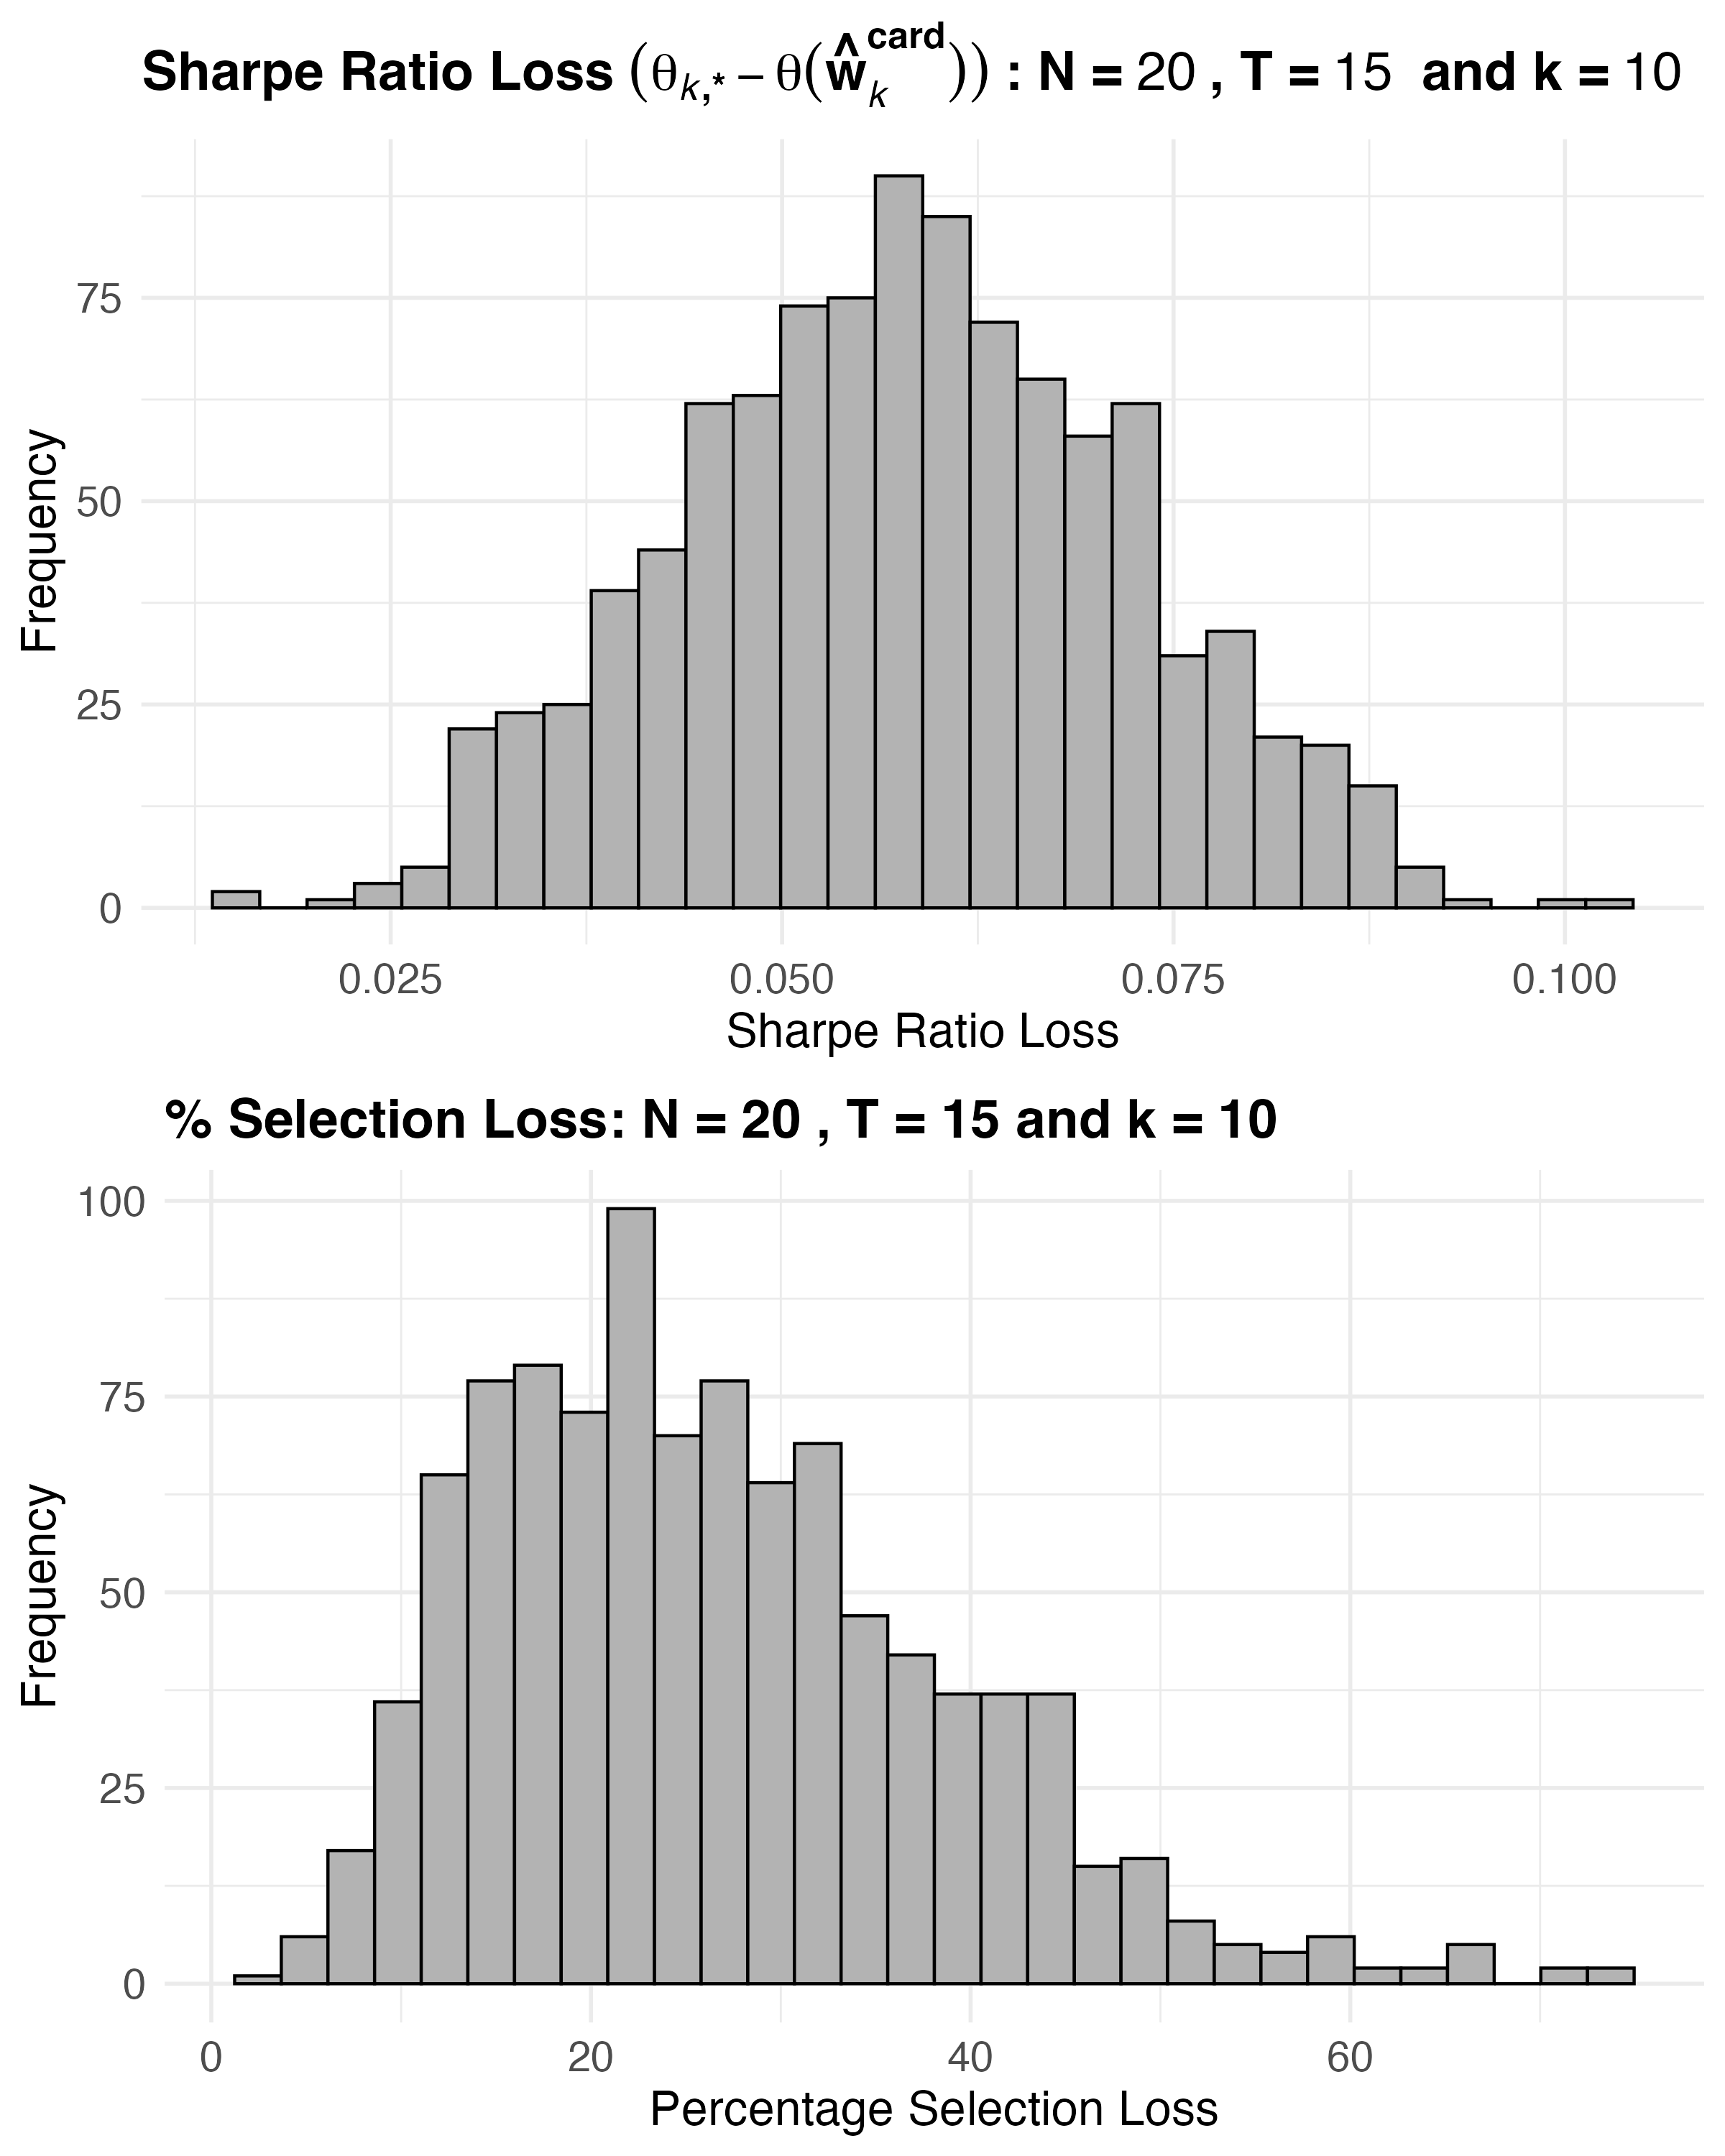 Sharpe Ratio Loss (θk,* − θ(ŵk^card)) : N = 20 , T = 15 and k = 10
Frequency
75
50
25
0
0.025 0.050 0.075 0.100
Sharpe Ratio Loss
% Selection Loss: N = 20 , T = 15 and k = 10
Frequency
100
75
50
25
0
0 20 40 60
Percentage Selection Loss